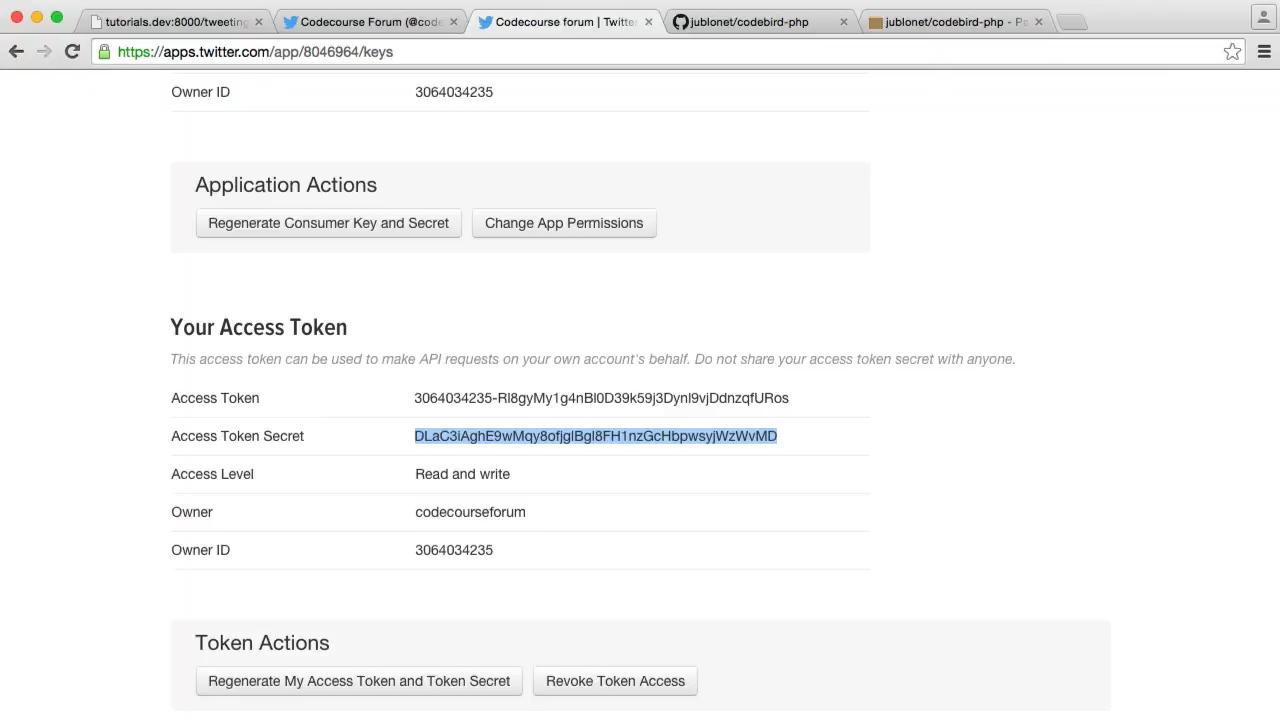 tutorials.dev:8000/tweeting
Codecourse Forum (@code
Codecourse forum | Twitte
jublonet/codebird-php
jublonet/codebird-php - Pa
https://apps.twitter.com/app/8046964/keys
Owner ID 3064034235
Application Actions
Regenerate Consumer Key and Secret Change App Permissions
Your Access Token
This access token can be used to make API requests on your own account's behalf. Do not share your access token secret with anyone.
Access Token 3064034235-Rl8gyMy1g4nBl0D39k59j3Dynl9vjDdnzqfURos
Access Token Secret DLaC3iAghE9wMqy8ofjglBgl8FH1nzGcHbpwsyjWzWvMD
Access Level Read and write
Owner codecourseforum
Owner ID 3064034235
Token Actions
Regenerate My Access Token and Token Secret Revoke Token Access